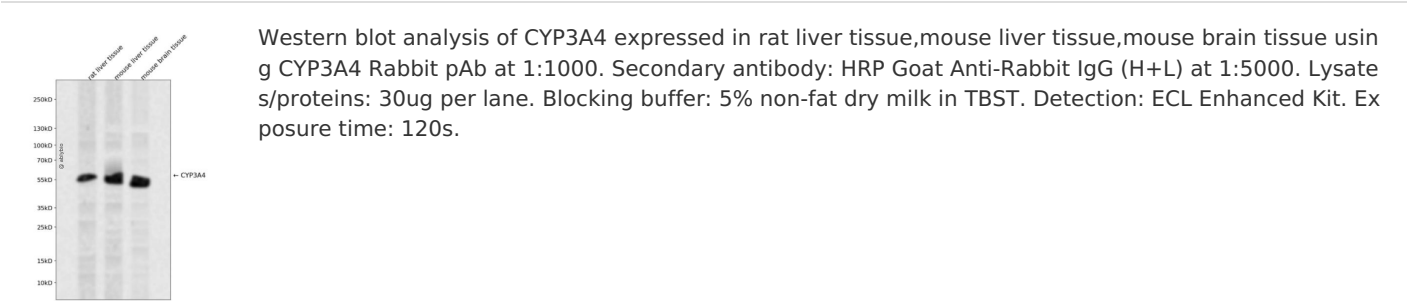 rat liver tissue
mouse liver tissue
mouse brain tissue
250kD
130kD
100kD
70kD
55kD
35kD
25kD
15kD
10kD
@ ablybio
← CYP3A4
Western blot analysis of CYP3A4 expressed in rat liver tissue,mouse liver tissue,mouse brain tissue usin
g CYP3A4 Rabbit pAb at 1:1000. Secondary antibody: HRP Goat Anti-Rabbit IgG (H+L) at 1:5000. Lysate
s/proteins: 30ug per lane. Blocking buffer: 5% non-fat dry milk in TBST. Detection: ECL Enhanced Kit. Ex
posure time: 120s.